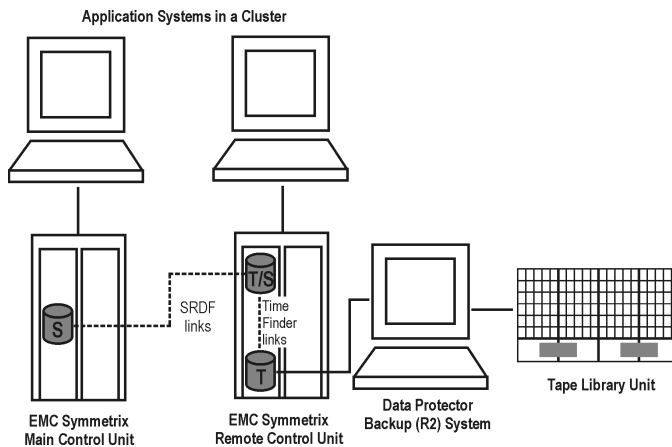 Application Systems in a Cluster
S
SRDF
links
T/S
Time
Finder
links
T
EMC Symmetrix
Main Control Unit
EMC Symmetrix
Remote Control Unit
Data Protector
Backup (R2) System
Tape Library Unit